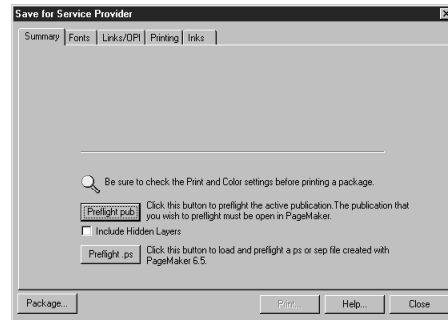 Save for Service Provider
Summary Fonts Links/OPI Printing Inks
Be sure to check the Print and Color settings before printing a package.
Preflight pub Click this button to preflight the active publication.The publication that
you wish to preflight must be open in PageMaker.
Include Hidden Layers
Preflight .ps Click this button to load and preflight a ps or sep file created with
PageMaker 6.5.
Package... Print... Help... Close